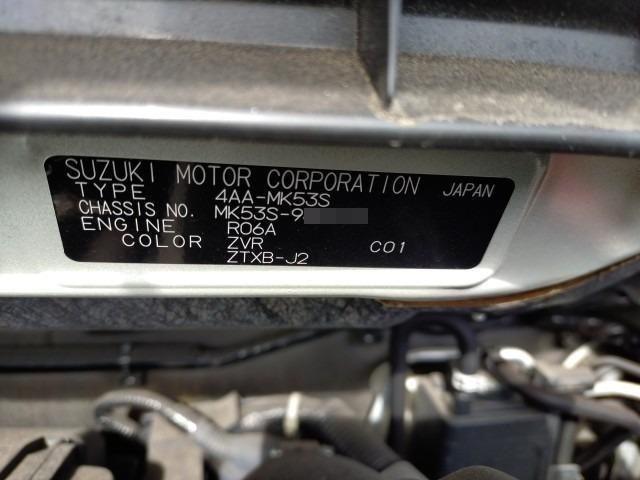 SUZUKI MOTOR CORPORATION JAPAN
TYPE 4AA-MK53S
CHASSIS NO. MK53S-9
ENGINE R06A
COLOR ZVR C01
ZTXB-J2